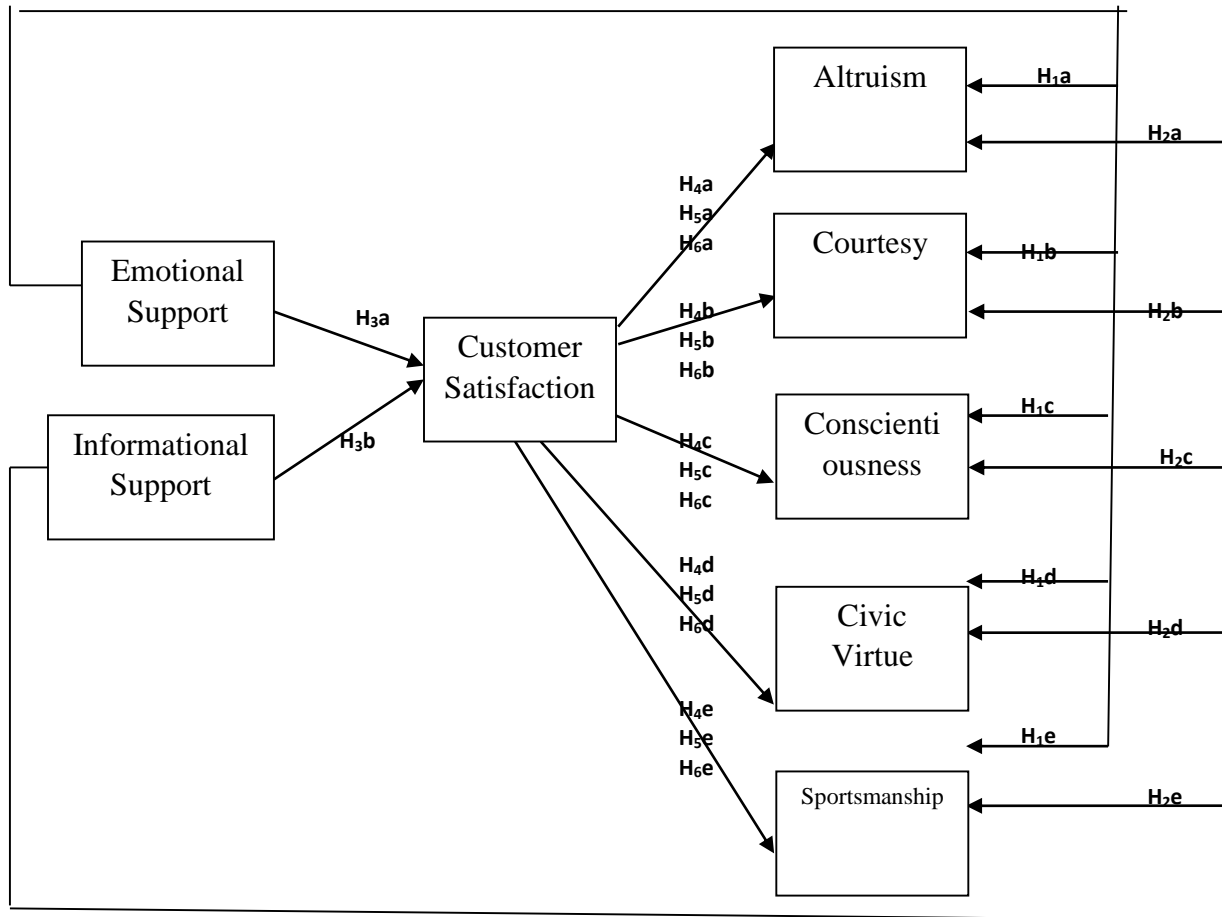 Altruism
H₁a
H₂a
H₄a
H₅a
H₆a
Courtesy
H₁b
H₂b
Emotional
Support
H₃a
H₄b
H₅b
H₆b
Customer
Satisfaction
Informational
Support
H₃b
Conscienti
ousness
H₁c
H₂c
H₄c
H₅c
H₆c
H₄d
H₅d
H₆d
Civic
Virtue
H₁d
H₂d
H₄e
H₅e
H₆e
H₁e
Sportsmanship
H₂e